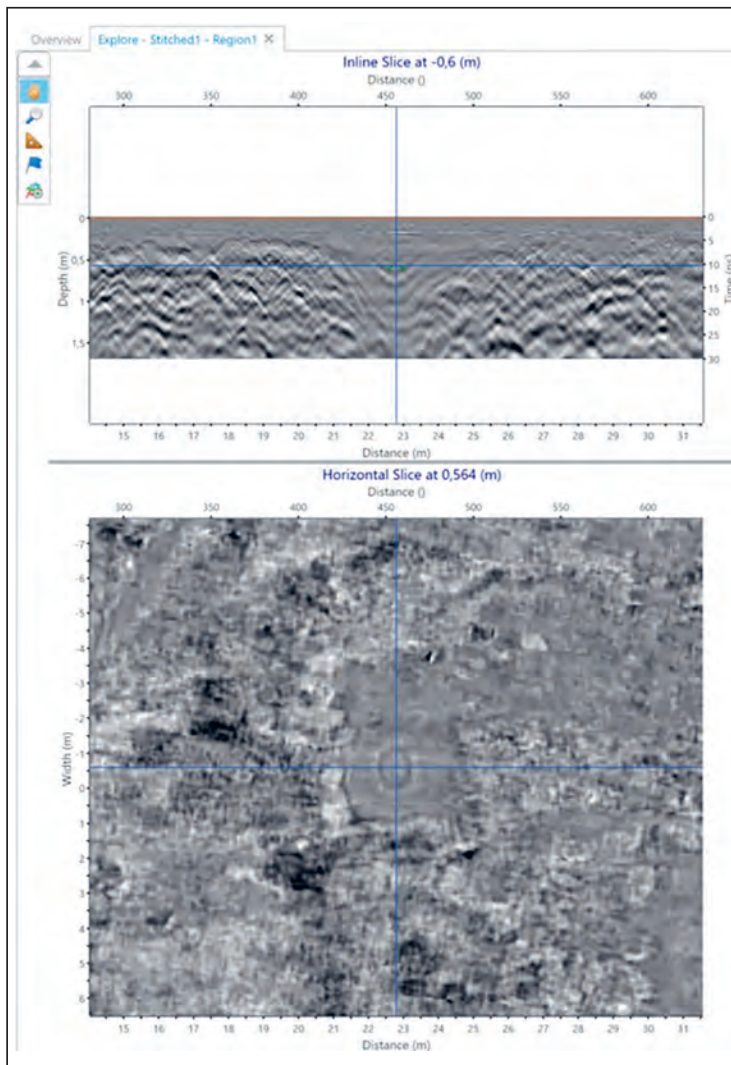 Overview Explore - Stitched1 - Region1 ×
Inline Slice at -0,6 (m)
Distance ()
300 350 400 450 500 550 600
0 0,5 1 1,5
Depth (m)
0 5 10 15 20 25 30
Time (ns)
15 16 17 18 19 20 21 22 23 24 25 26 27 28 29 30 31
Distance (m)
Horizontal Slice at 0,564 (m)
Distance ()
300 350 400 450 500 550 600
-7 -6 -5 -4 -3 -2 -1 0 1 2 3 4 5 6
Width (m)
15 16 17 18 19 20 21 22 23 24 25 26 27 28 29 30 31
Distance (m)